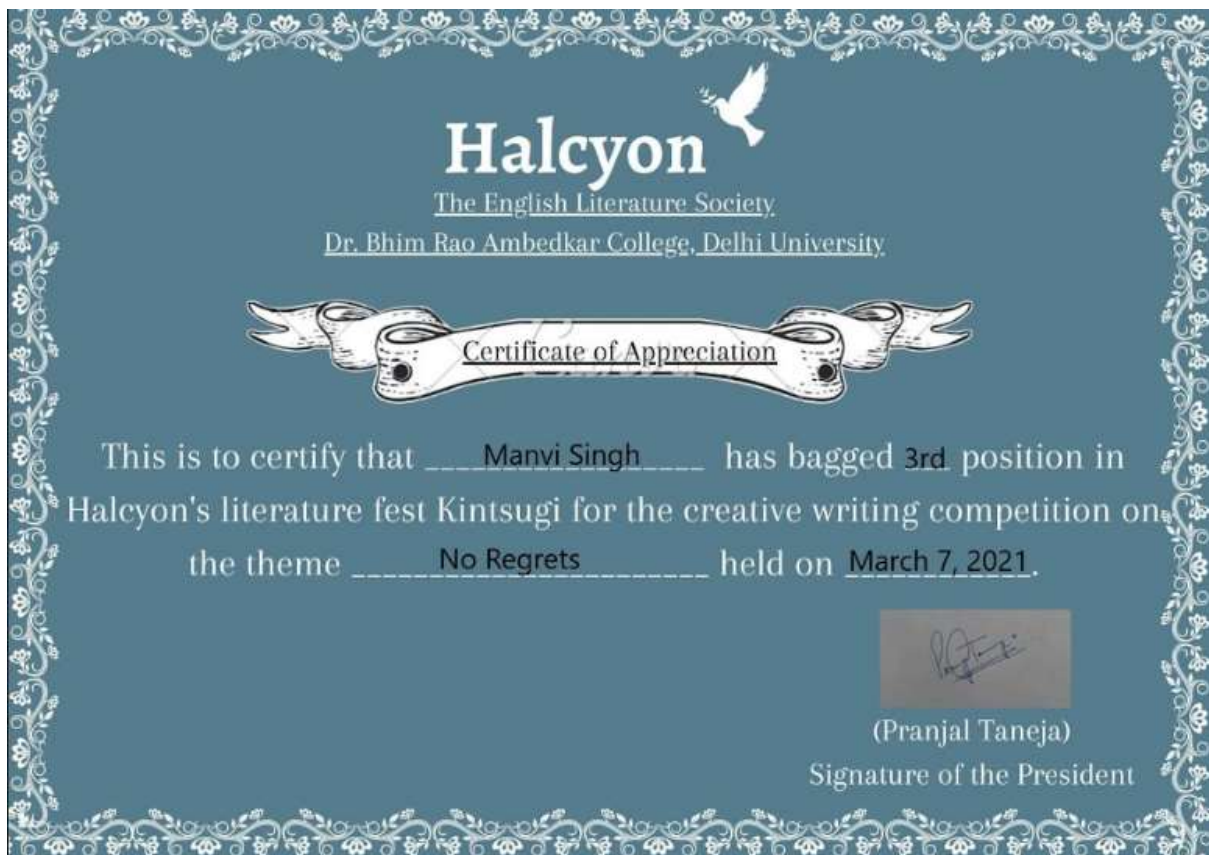 Halcyon
The English Literature Society
Dr. Bhim Rao Ambedkar College, Delhi University
Certificate of Appreciation
This is to certify that Manvi Singh has bagged 3rd position in
Halcyon's literature fest Kintsugi for the creative writing competition on
the theme No Regrets held on March 7, 2021.
(Pranjal Taneja)
Signature of the President